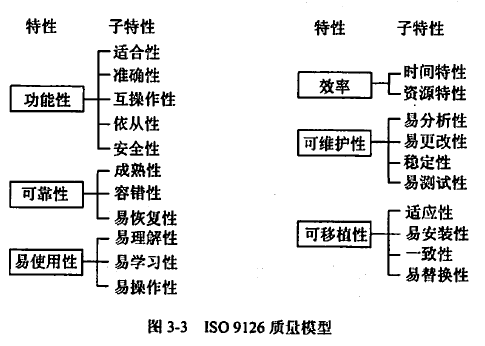 特性 子特性
功能性
适合性
准确性
互操作性
依从性
安全性
可靠性
成熟性
容错性
易恢复性
易使用性
易理解性
易学习性
易操作性
特性 子特性
效率
时间特性
资源特性
可维护性
易分析性
易更改性
稳定性
易测试性
可移植性
适应性
易安装性
一致性
易替换性
图 3-3 ISO 9126 质量模型